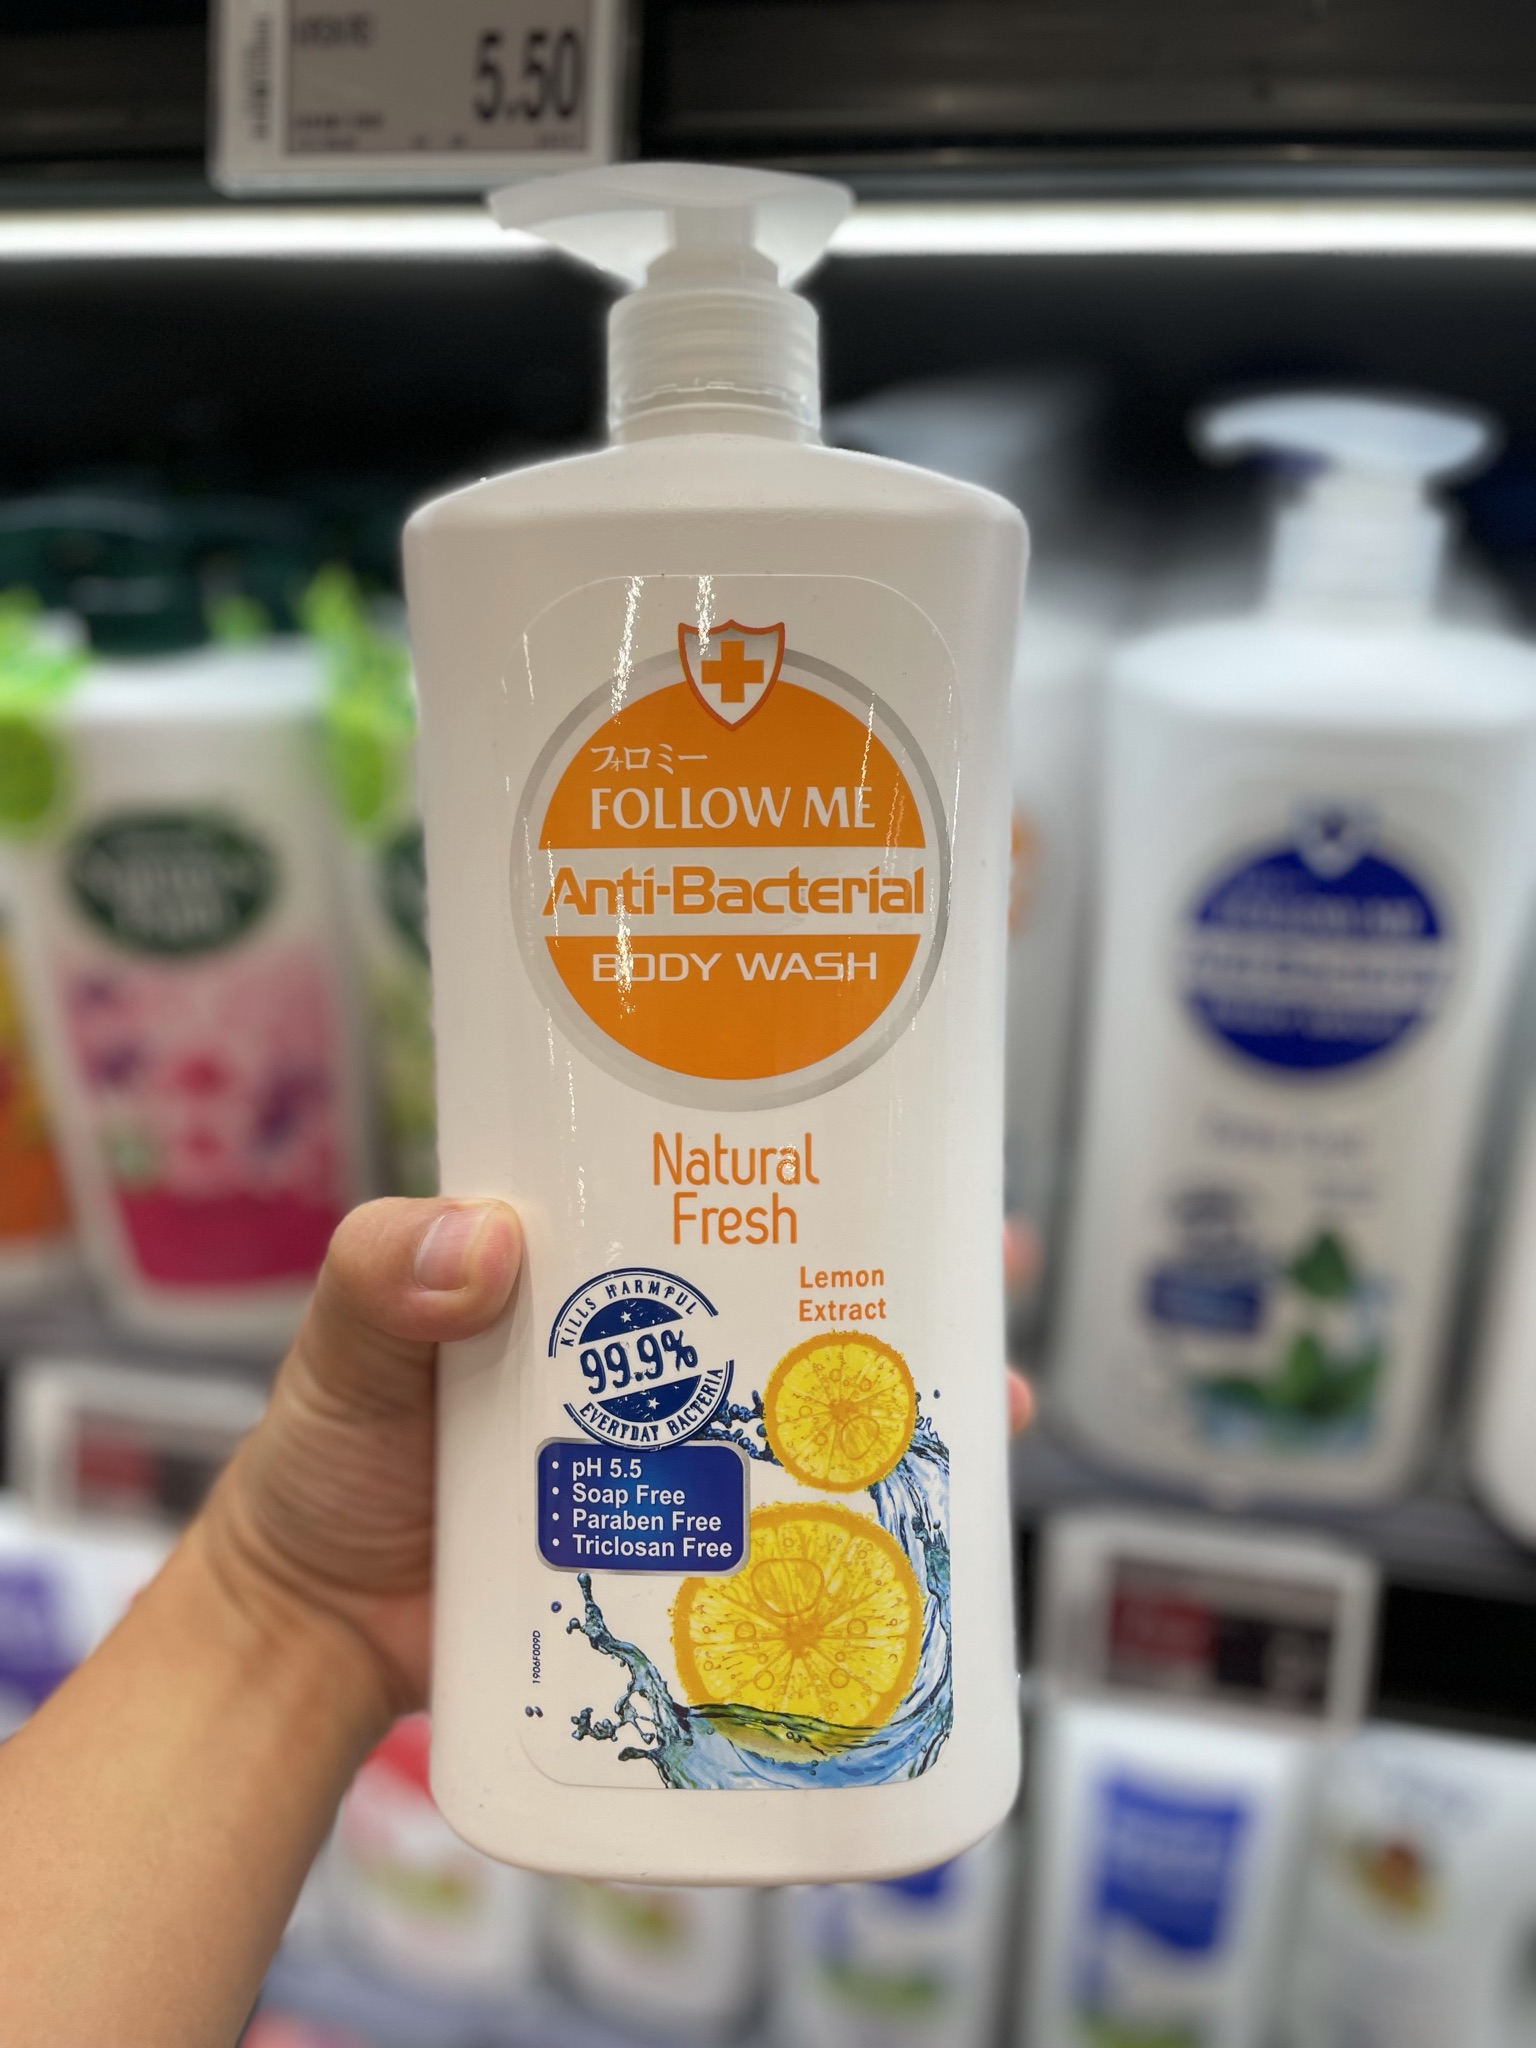 5.50
フォロミー
FOLLOW ME
Anti-Bacterial
BODY WASH
Natural
Fresh
Lemon
Extract
KILLS HARMFUL
99.9%
EVERYDAY BACTERIA
• pH 5.5
• Soap Free
• Paraben Free
• Triclosan Free
1906F009D